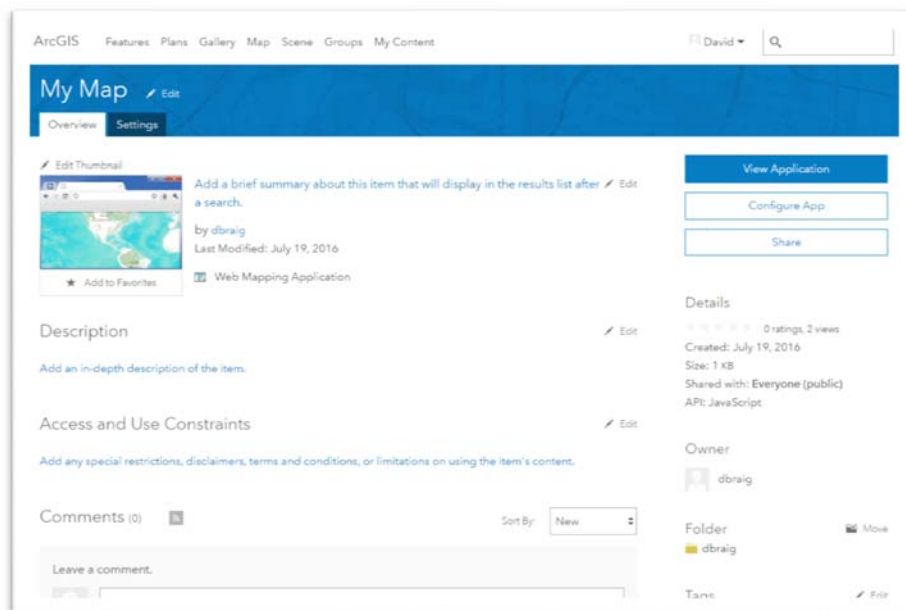 ArcGIS Features Plans Gallery Map Scene Groups My Content David
My Map Edit
Overview Settings
Edit Thumbnail
Add a brief summary about this item that will display in the results list after Edit
a search.
by dbraig
Last Modified: July 19, 2016
Web Mapping Application
Add to Favorites
Description Edit
Add an in-depth description of the item.
Access and Use Constraints Edit
Add any special restrictions, disclaimers, terms and conditions, or limitations on using the item's content.
Comments (0) Sort By: New
Leave a comment.
View Application
Configure App
Share
Details
0 ratings, 2 views
Created: July 19, 2016
Size: 1 KB
Shared with: Everyone (public)
API: JavaScript
Owner
dbraig
Folder Move
dbraig
Tags Edit